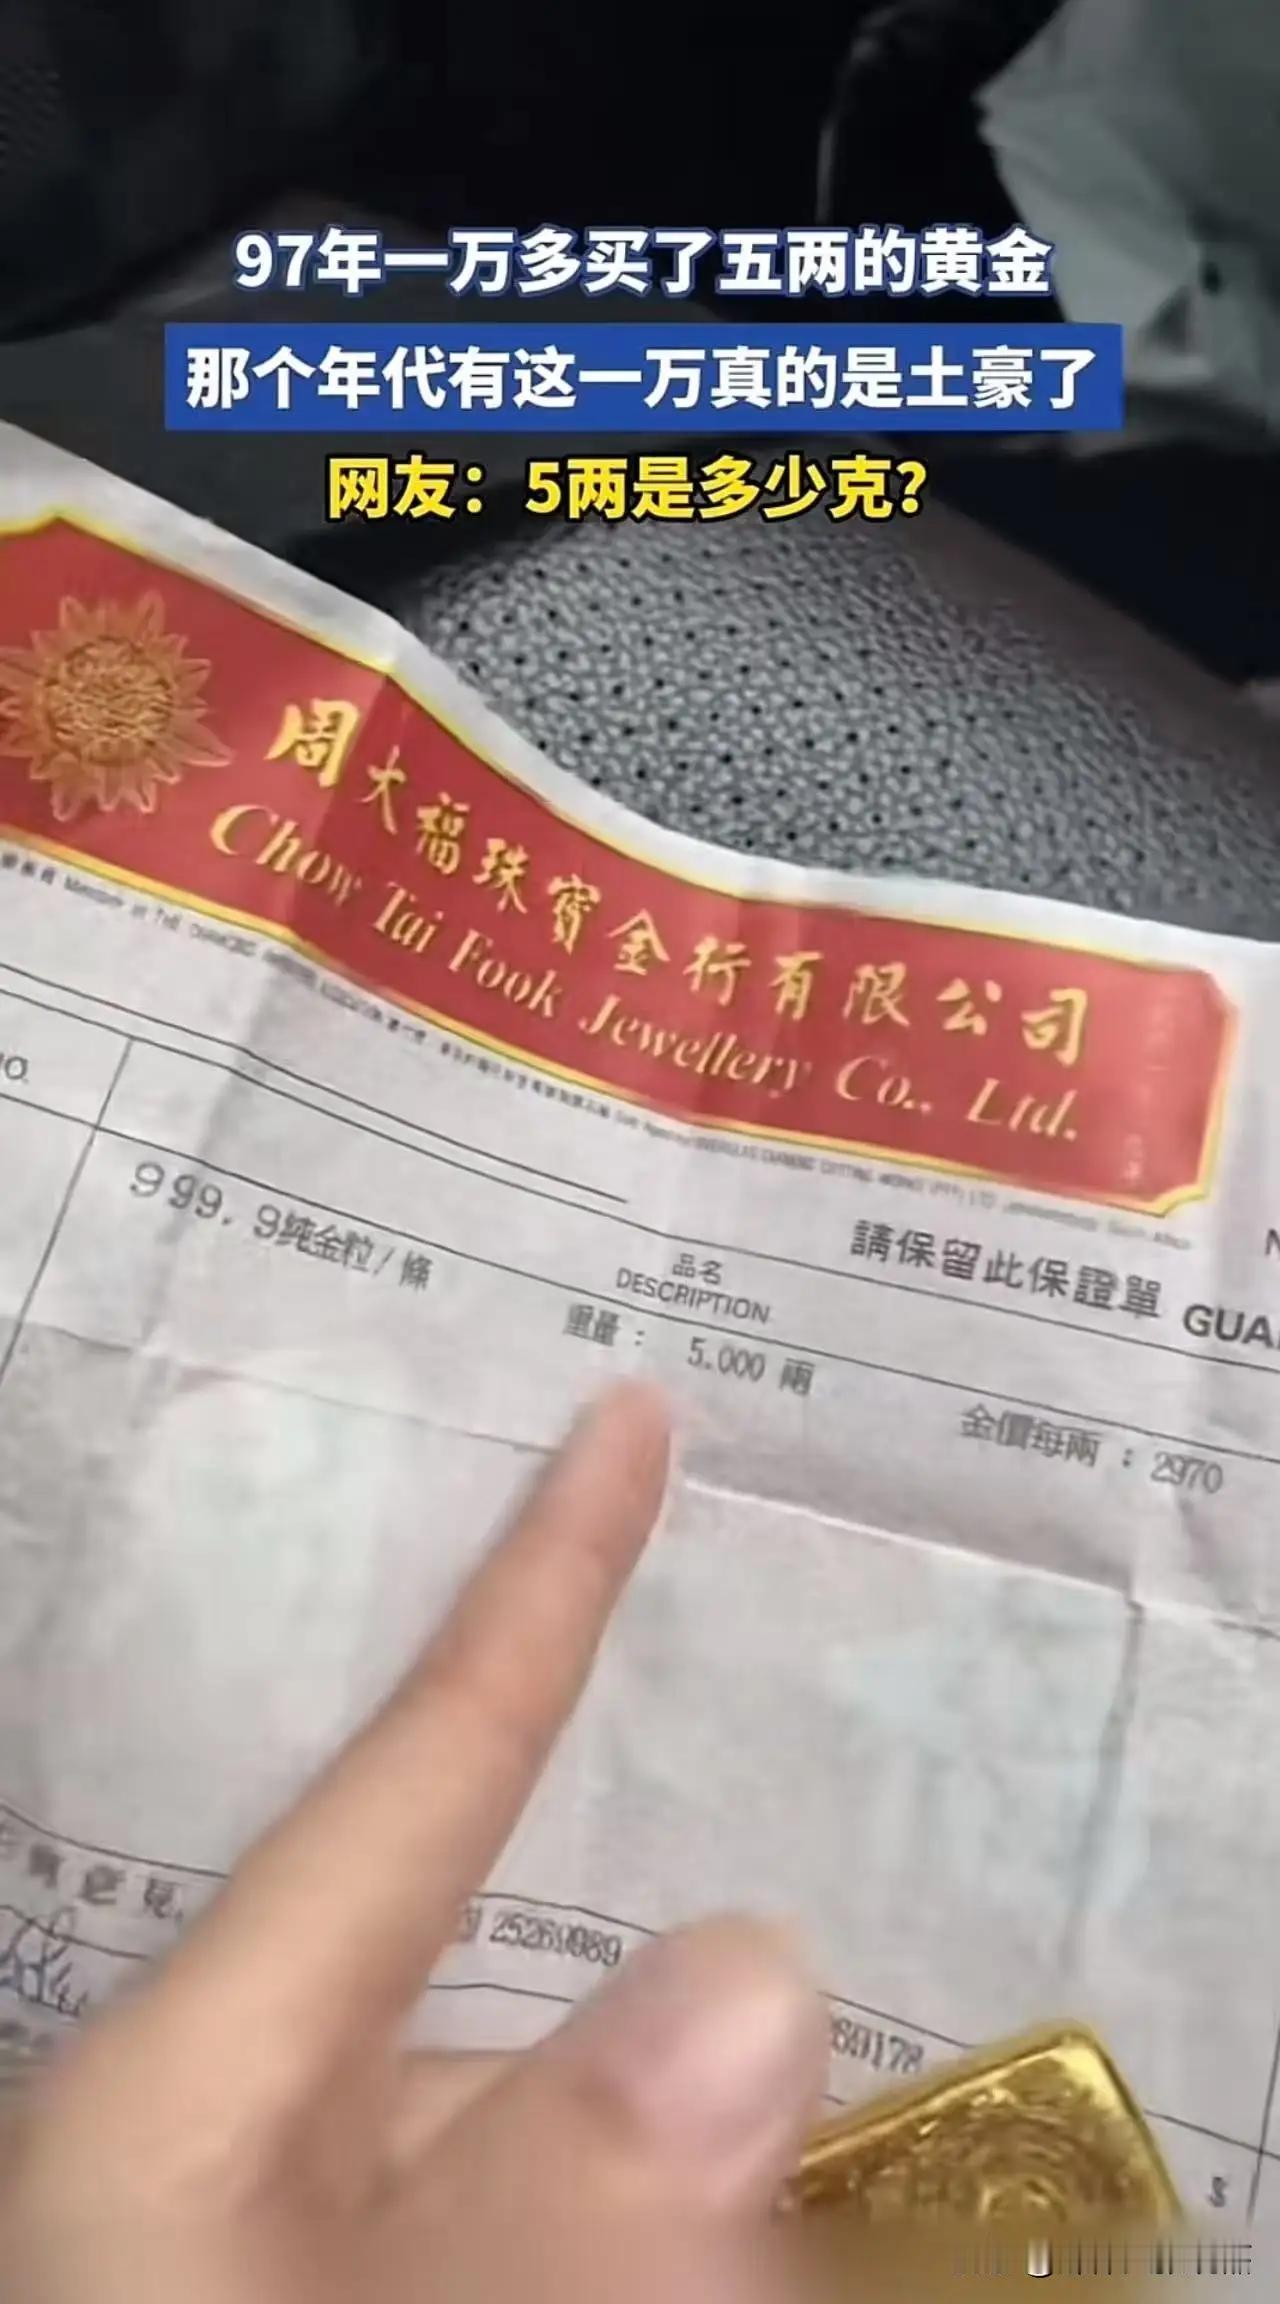 97年一万多买了五两的黄金
那个年代有这一万真的是土豪了
网友：5两是多少克?
周大福珠寶金行有限公司
Chow Tai Fook Jewellery Co., Ltd.
請保留此保證單 GUA
品名
DESCRIPTION
999.9純金粒/條
重量： 5.000 兩
金價每兩：2970
25261989
69178
$